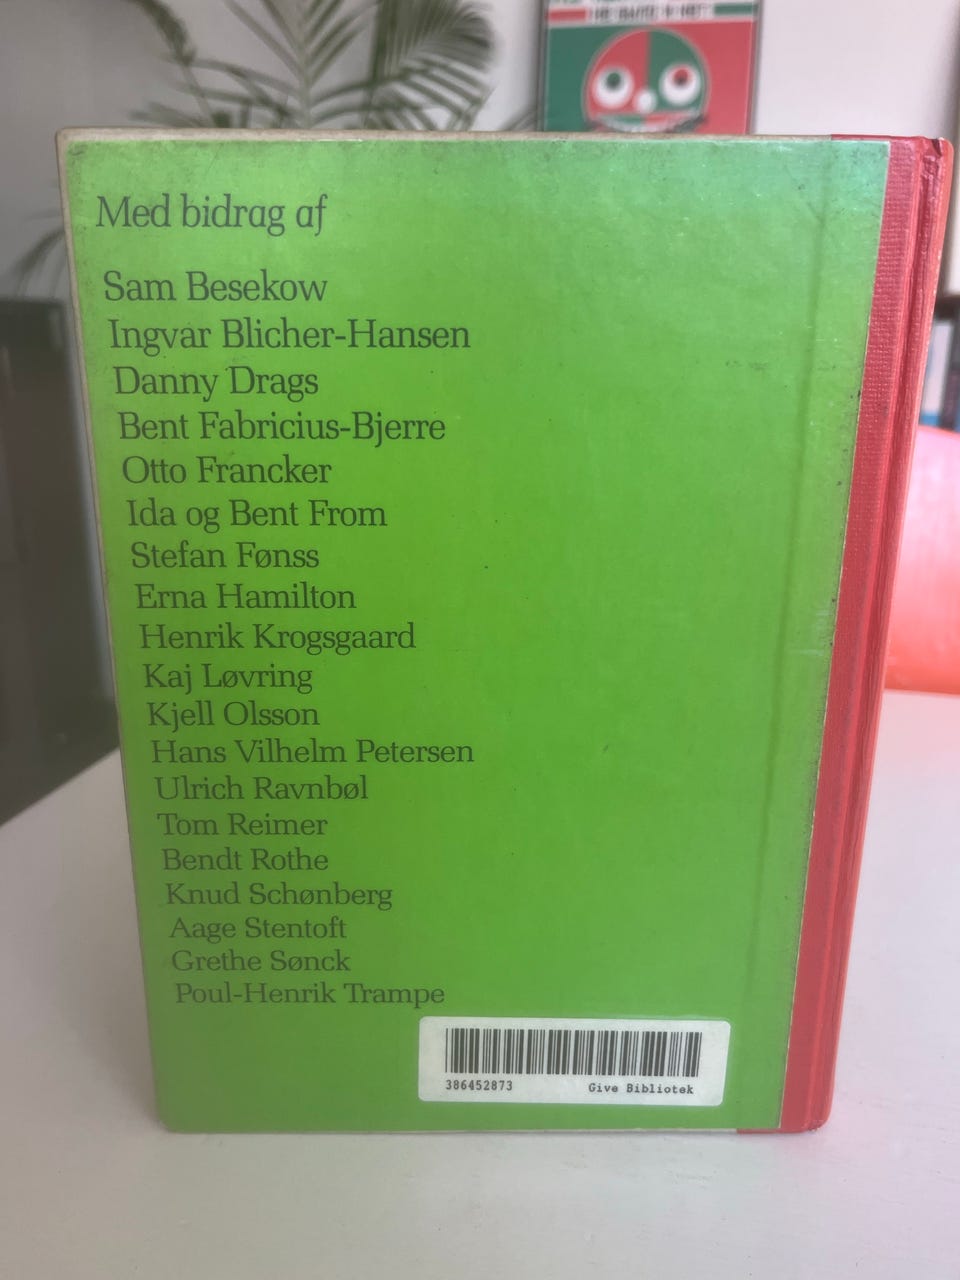 Med bidrag af
Sam Besekow
Ingvar Blicher-Hansen
Danny Drags
Bent Fabricius-Bjerre
Otto Francker
Ida og Bent From
Stefan Fønss
Erna Hamilton
Henrik Krogsgaard
Kaj Løvring
Kjell Olsson
Hans Vilhelm Petersen
Ulrich Ravnbøl
Tom Reimer
Bendt Rothe
Knud Schønberg
Aage Stentoft
Grethe Sønck
Poul-Henrik Trampe
386452873 Give Bibliotek